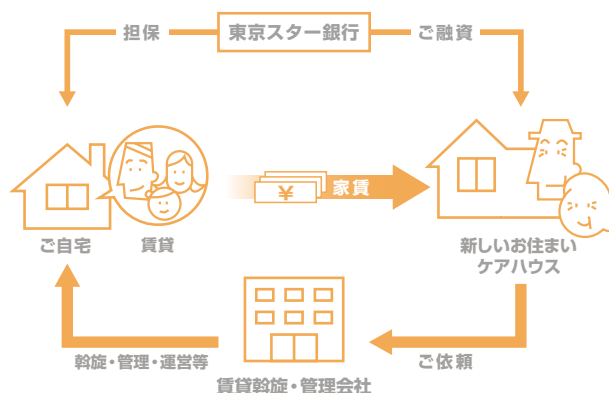 担保
東京スター銀行
ご融資
¥
家賃
ご自宅
賃貸
新しいお住まい
ケアハウス
斡旋・管理・運営等
ご依頼
賃貸斡旋・管理会社